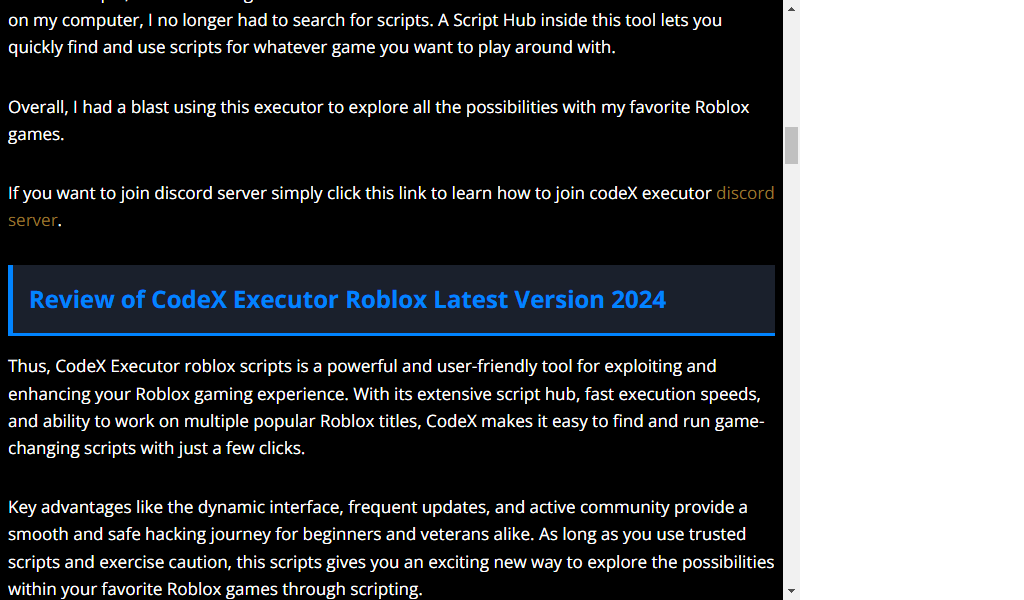 on my computer, I no longer had to search for scripts. A Script Hub inside this tool lets you
quickly find and use scripts for whatever game you want to play around with.
Overall, I had a blast using this executor to explore all the possibilities with my favorite Roblox
games.
If you want to join discord server simply click this link to learn how to join codeX executor discord
server.
Review of CodeX Executor Roblox Latest Version 2024
Thus, CodeX Executor roblox scripts is a powerful and user-friendly tool for exploiting and
enhancing your Roblox gaming experience. With its extensive script hub, fast execution speeds,
and ability to work on multiple popular Roblox titles, CodeX makes it easy to find and run game-
changing scripts with just a few clicks.
Key advantages like the dynamic interface, frequent updates, and active community provide a
smooth and safe hacking journey for beginners and veterans alike. As long as you use trusted
scripts and exercise caution, this scripts gives you an exciting new way to explore the possibilities
within your favorite Roblox games through scripting.